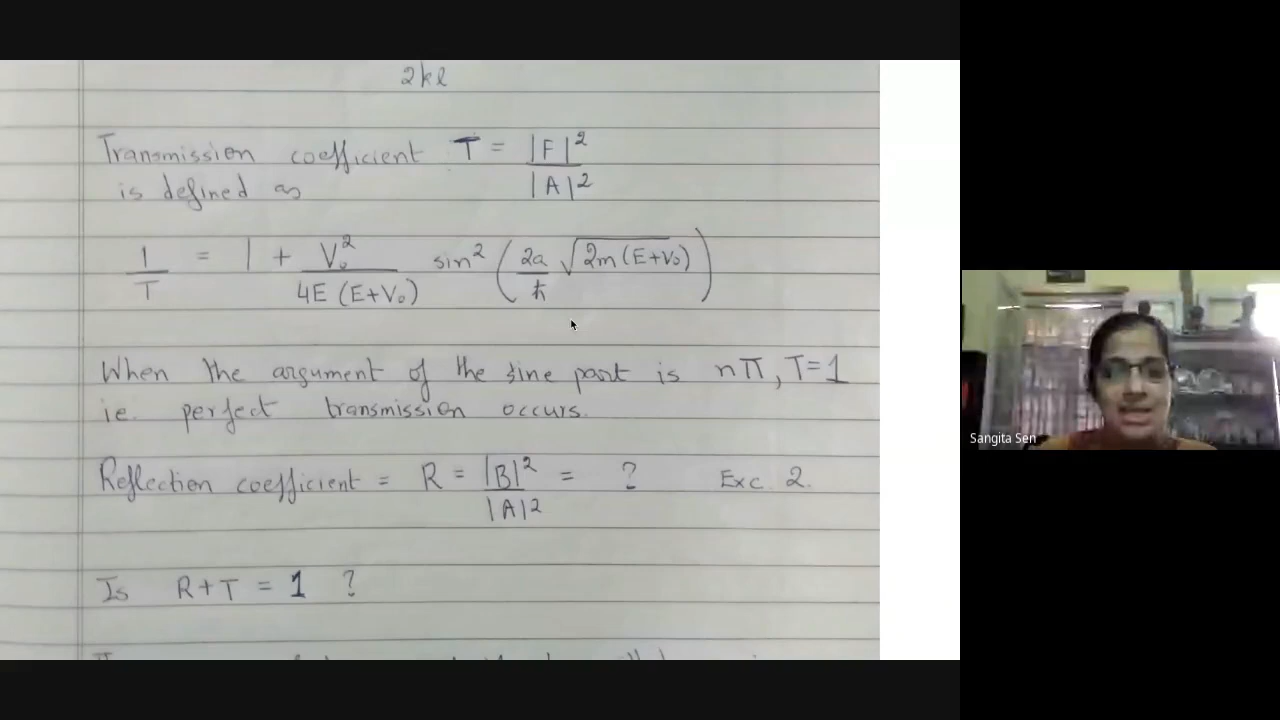 2kl
Transmission coefficient T = |F|²
is defined as |A|²
1/T = 1 + V₀²/4E (E+V₀) sin² (2a/ħ √2m(E+V₀))
When the argument of the sine part is nπ, T=1
ie. perfect transmission occurs.
Reflection coefficient = R = |B|²/|A|² = ? Exc 2.
Is R+T = 1 ?
Sangita Sen